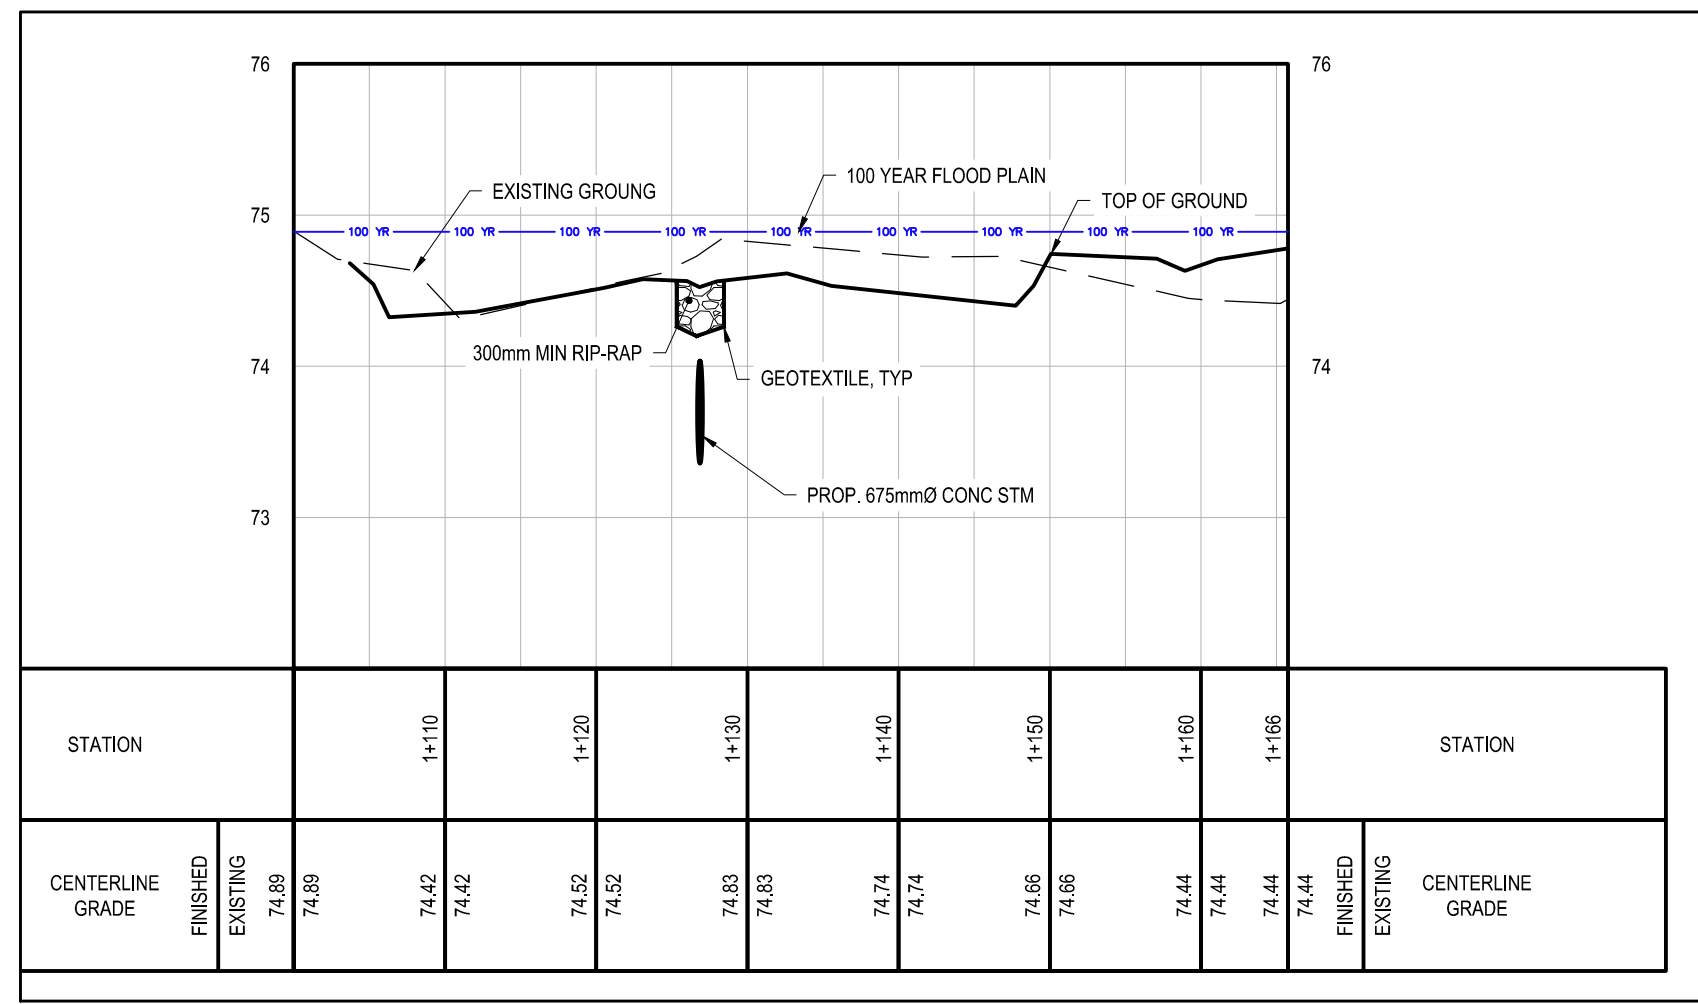 76
76
EXISTING GROUNG
100 YEAR FLOOD PLAIN
TOP OF GROUND
75
100 YR 100 YR 100 YR 100 YR 100 YR 100 YR 100 YR 100 YR 100 YR
300mm MIN RIP-RAP
74
74
GEOTEXTILE, TYP
PROP. 675mmØ CONC STM
73
STATION
1+110
1+120
1+130
1+140
1+150
1+160
1+166
STATION
CENTERLINE
GRADE
FINISHED
EXISTING
74.89
74.89
74.42
74.42
74.52
74.52
74.83
74.83
74.74
74.74
74.66
74.66
74.44
74.44
74.44
74.44
FINISHED
EXISTING
CENTERLINE
GRADE